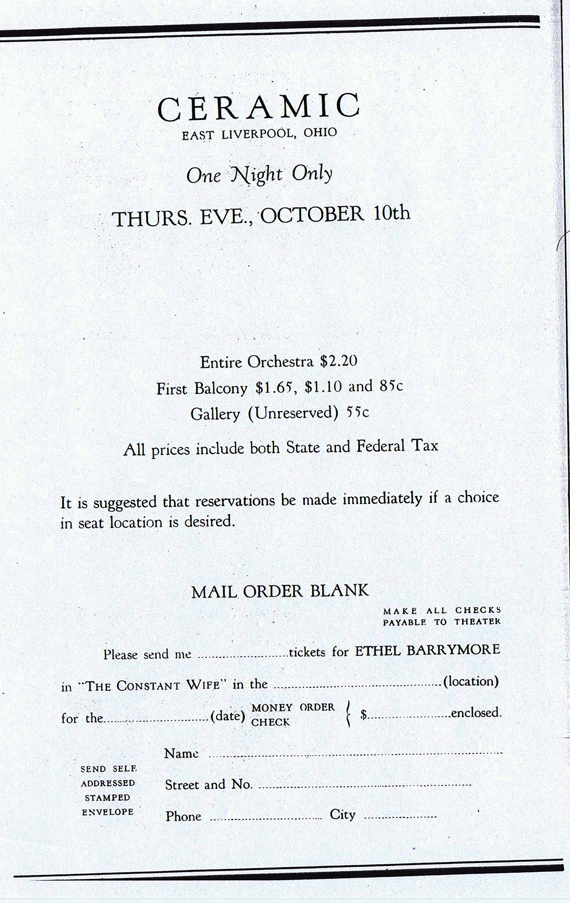 CERAMIC
EAST LIVERPOOL, OHIO
One Night Only
THURS. EVE., OCTOBER 10th
Entire Orchestra $2.20
First Balcony $1.65, $1.10 and 85c
Gallery (Unreserved) 55c
All prices include both State and Federal Tax
It is suggested that reservations be made immediately if a choice
in seat location is desired.
MAIL ORDER BLANK
MAKE ALL CHECKS
PAYABLE TO THEATER
Please send me ..........................tickets for ETHEL BARRYMORE
in "THE CONSTANT WIFE" in the ................................................(location)
for the..............................(date) MONEY ORDER CHECK { $........................enclosed.
Name ....................................................................................
SEND SELF
ADDRESSED
STAMPED
ENVELOPE
Street and No. .............................................................
Phone ................................ City .....................